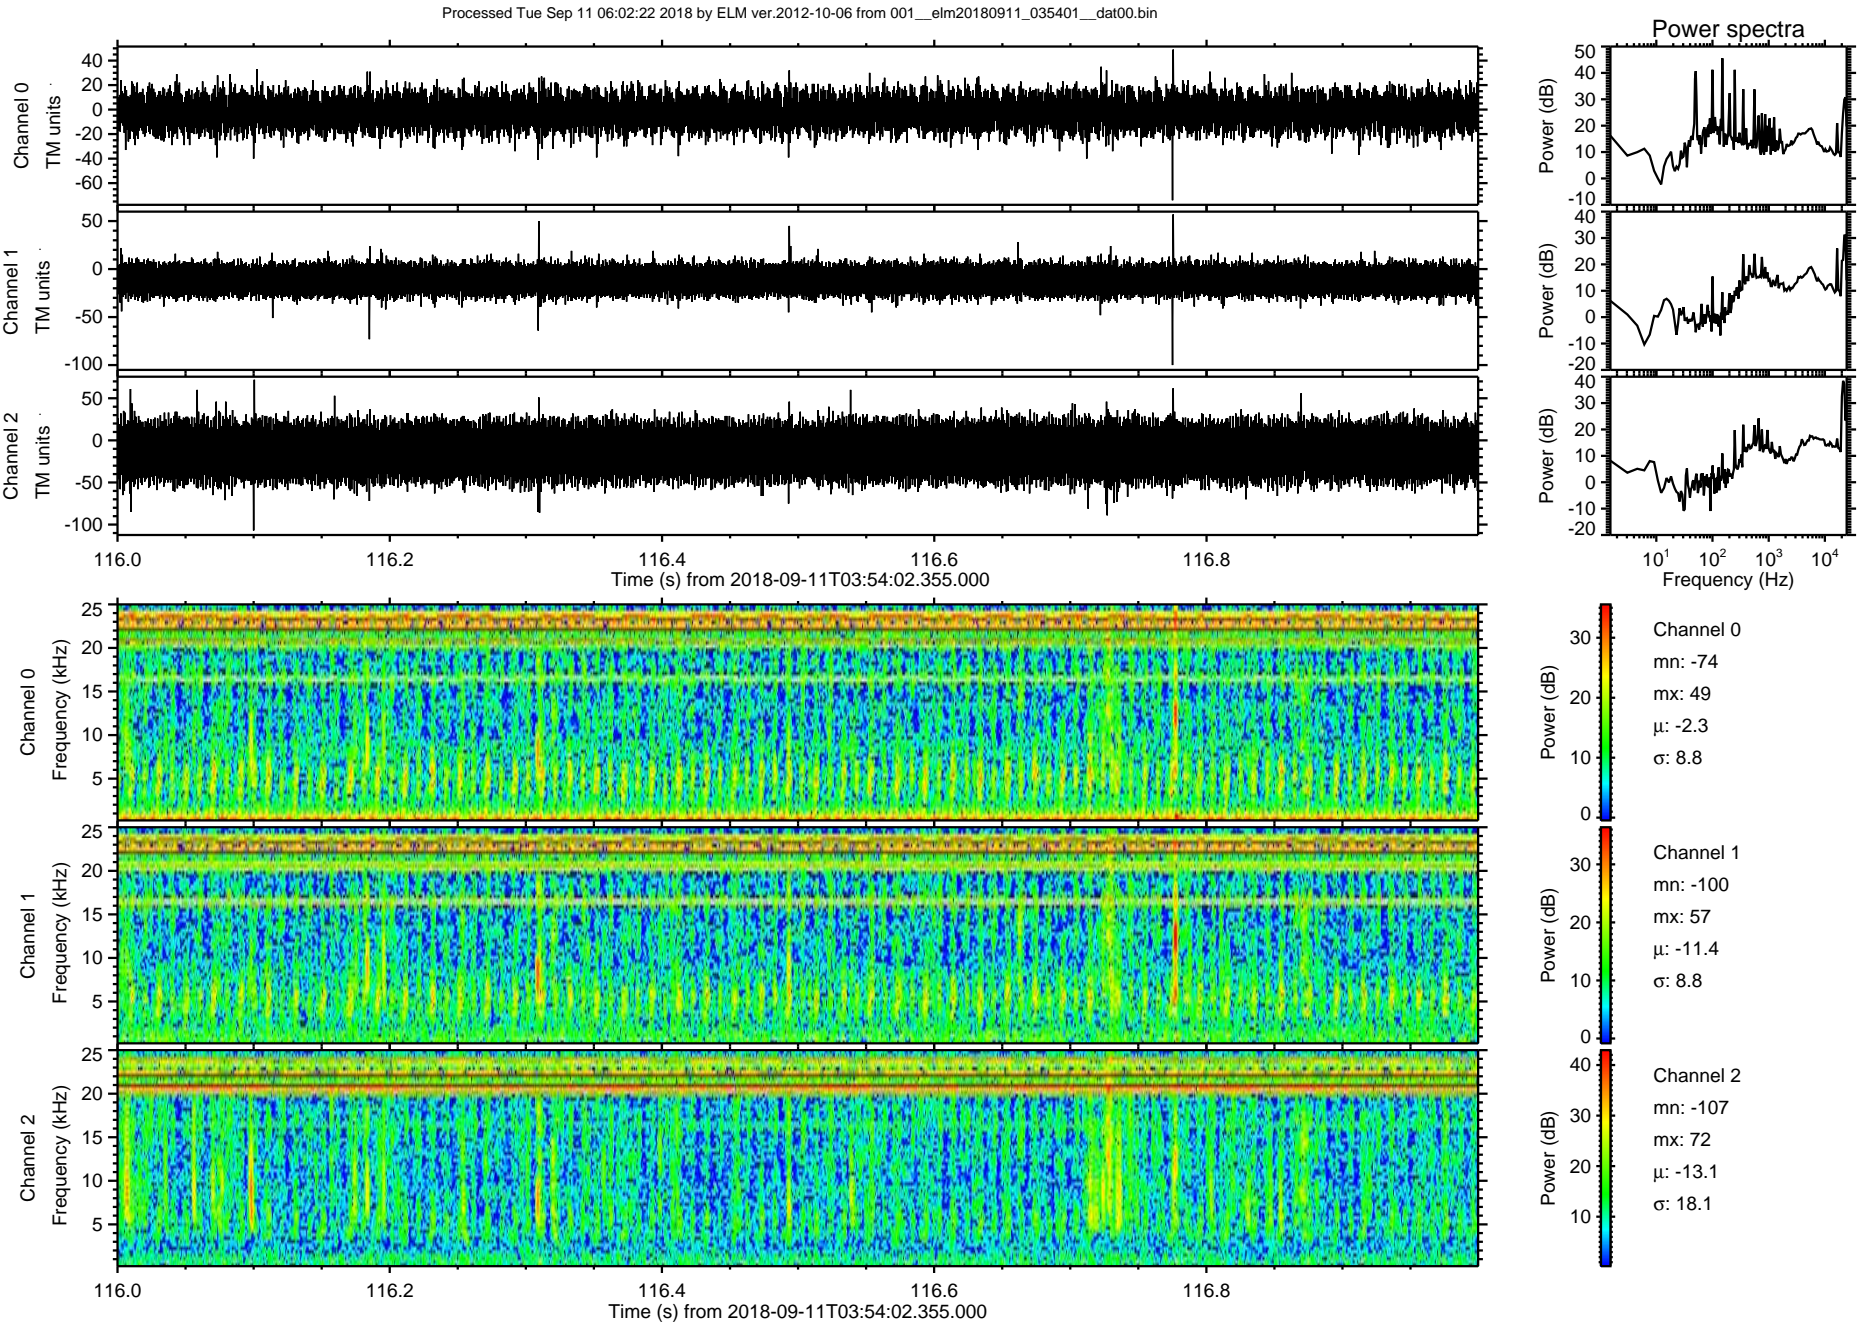 Processed Tue Sep 11 06:02:22 2018 by ELM ver.2012-10-06 from 001__elm20180911_035401__dat00.bin
Power spectra
Channel 0
TM units
40
20
0
-20
-40
-60
Power (dB)
50
40
30
20
10
0
-10
Channel 1
TM units
50
0
-50
-100
Power (dB)
40
30
20
10
0
-10
-20
Channel 2
TM units
50
0
-50
-100
Power (dB)
40
30
20
10
0
-10
-20
116.0 116.2 116.4 116.6 116.8
Time (s) from 2018-09-11T03:54:02.355.000
10^1 10^2 10^3 10^4
Frequency (Hz)
Channel 0
Frequency (kHz)
25
20
15
10
5
Power (dB)
30
20
10
0
Channel 0
mn: -74
mx: 49
μ: -2.3
σ: 8.8
Channel 1
Frequency (kHz)
25
20
15
10
5
Power (dB)
30
20
10
0
Channel 1
mn: -100
mx: 57
μ: -11.4
σ: 8.8
Channel 2
Frequency (kHz)
25
20
15
10
5
Power (dB)
40
30
20
10
Channel 2
mn: -107
mx: 72
μ: -13.1
σ: 18.1
116.0 116.2 116.4 116.6 116.8
Time (s) from 2018-09-11T03:54:02.355.000